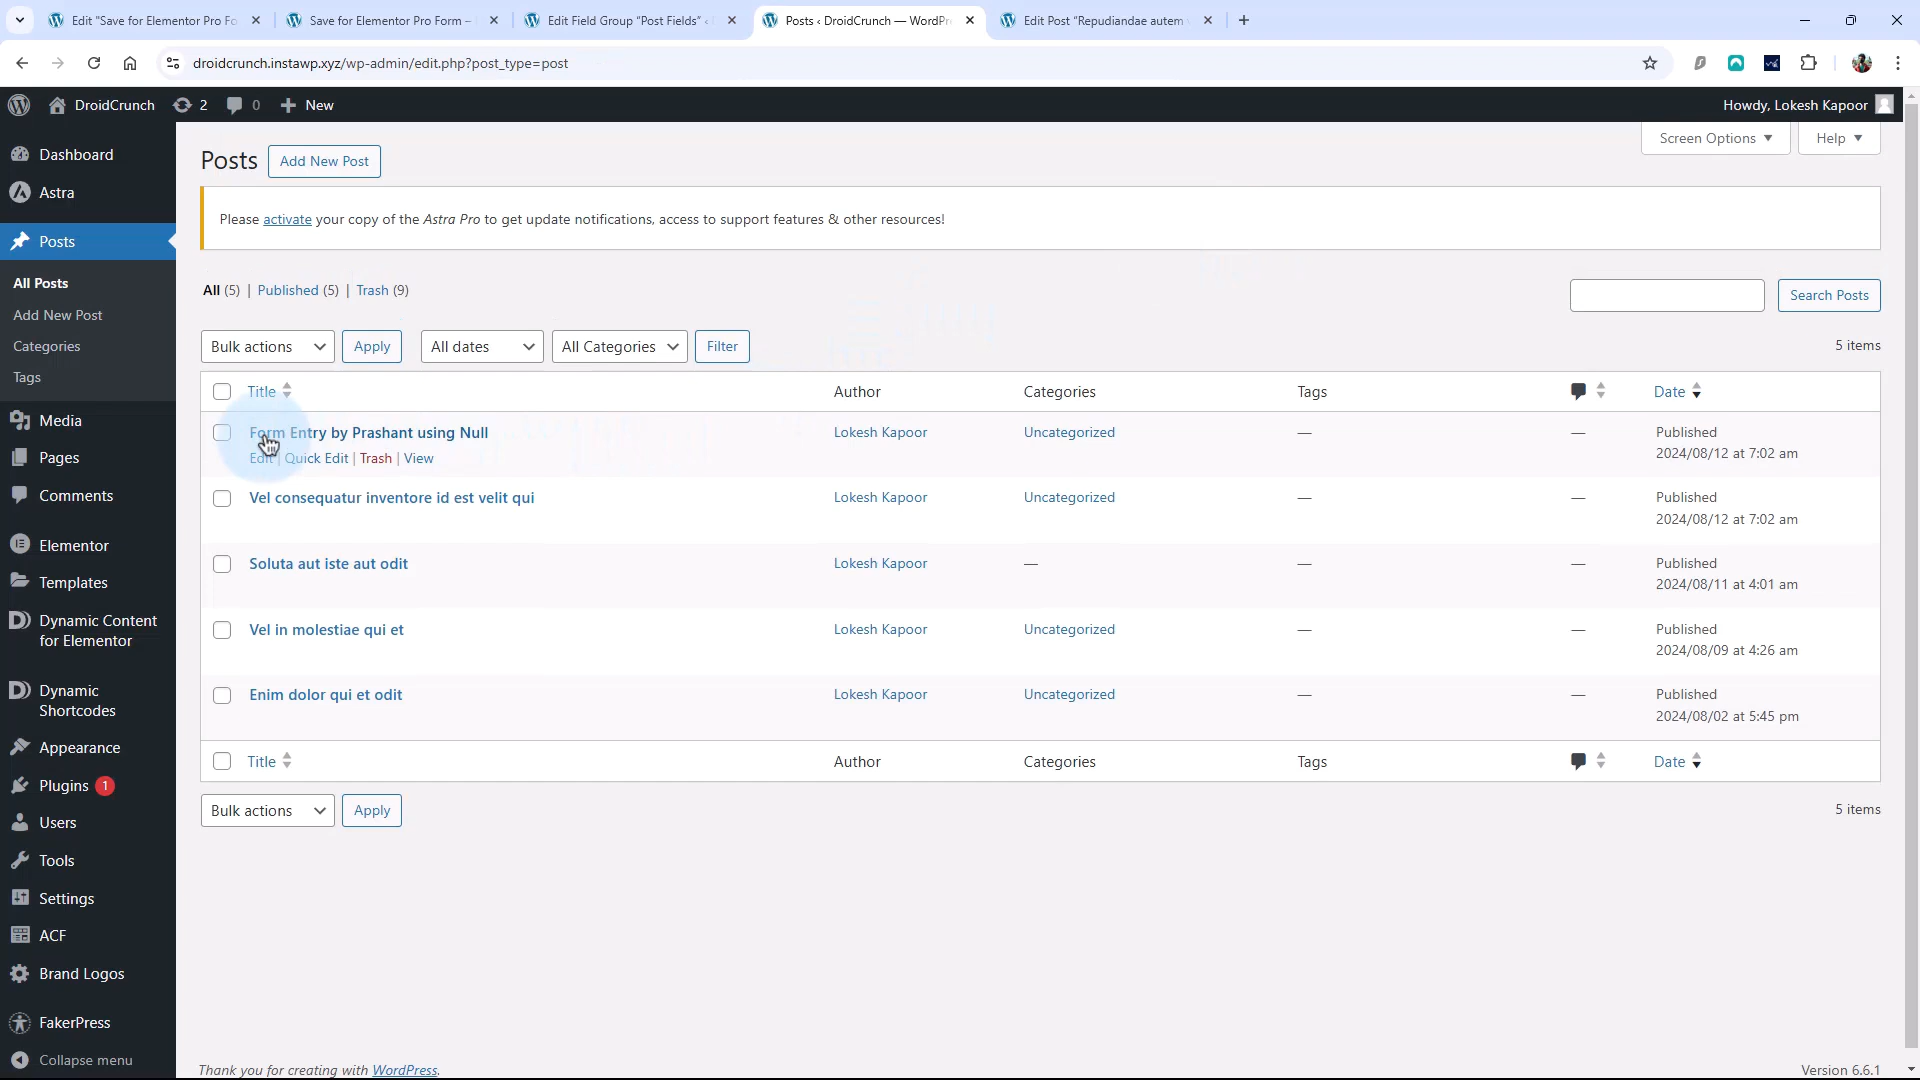 Edit "Save for Elementor Pro Fo
Save for Elementor Pro Form –
Edit Field Group “Post Fields” ‹
Posts ‹ DroidCrunch — WordPr
Edit Post “Repudiandae autem
droidcrunch.instawp.xyz/wp-admin/edit.php?post_type=post
DroidCrunch 2 0 New
Howdy, Lokesh Kapoor
Screen Options Help
Dashboard
Astra
Posts
All Posts
Add New Post
Categories
Tags
Media
Pages
Comments
Elementor
Templates
Dynamic Content
for Elementor
Dynamic
Shortcodes
Appearance
Plugins 1
Users
Tools
Settings
ACF
Brand Logos
FakerPress
Collapse menu
Posts Add New Post
Please activate your copy of the Astra Pro to get update notifications, access to support features & other resources!
All (5) | Published (5) | Trash (9)
Search Posts
Bulk actions Apply All dates All Categories Filter
5 items
Title Author Categories Tags Date
Form Entry by Prashant using Null Lokesh Kapoor Uncategorized — — Published
Edit | Quick Edit | Trash | View 2024/08/12 at 7:02 am
Vel consequatur inventore id est velit qui Lokesh Kapoor Uncategorized — — Published
2024/08/12 at 7:02 am
Soluta aut iste aut odit Lokesh Kapoor — — — Published
2024/08/11 at 4:01 am
Vel in molestiae qui et Lokesh Kapoor Uncategorized — — Published
2024/08/09 at 4:26 am
Enim dolor qui et odit Lokesh Kapoor Uncategorized — — Published
2024/08/02 at 5:45 pm
Title Author Categories Tags Date
Bulk actions Apply
5 items
Thank you for creating with WordPress.
Version 6.6.1